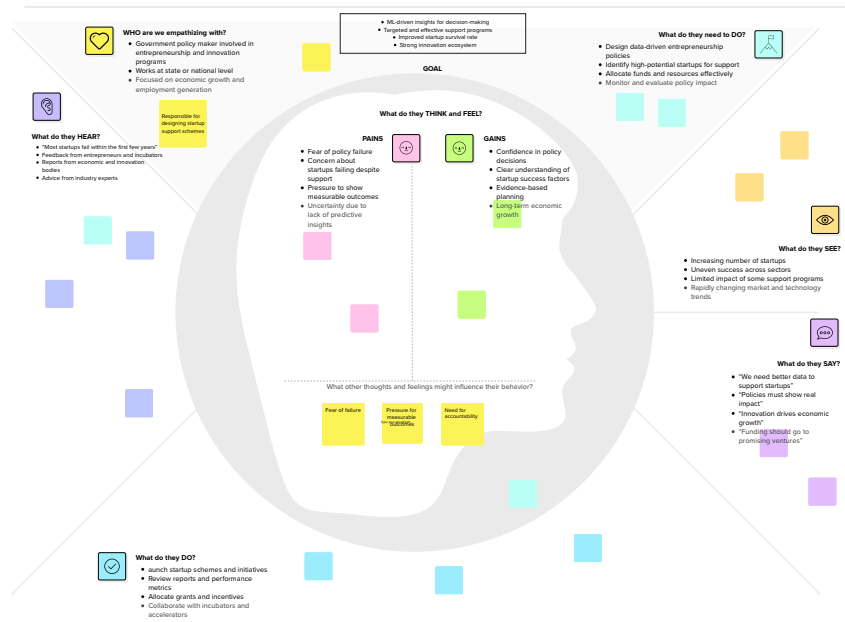 ML-driven insights for decision-making
Targeted and effective support programs
Improved startup survival rate
Strong innovation ecosystem
GOAL
WHO are we empathizing with?
Government policy maker involved in
entrepreneurship and innovation
programs
Works at state or national level
Focused on economic growth and
employment generation
Responsible for
designing startup
support schemes
What do they need to DO?
Design data-driven entrepreneurship
policies
Identify high-potential startups for support
Allocate funds and resources effectively
Monitor and evaluate policy impact
What do they HEAR?
"Most startups fail within the first few years"
Feedback from entrepreneurs and incubators
Reports from economic and innovation
bodies
Advice from industry experts
What do they THINK and FEEL?
PAINS
Fear of policy failure
Concern about
startups failing despite
support
Pressure to show
measurable outcomes
Uncertainty due to
lack of predictive
insights
GAINS
Confidence in policy
decisions
Clear understanding of
startup success factors
Evidence-based
planning
Long-term economic
growth
What do they SEE?
Increasing number of startups
Uneven success across sectors
Limited impact of some support programs
Rapidly changing market and technology
trends
What do they SAY?
"We need better data to
support startups"
"Policies must show real
impact"
"Innovation drives economic
growth"
"Funding should go to
promising ventures"
What other thoughts and feelings might influence their behavior?
Fear of failure
Pressure for
measurable
outcomes
Need for
accountability
What do they DO?
aunch startup schemes and initiatives
Review reports and performance
metrics
Allocate grants and incentives
Collaborate with incubators and
accelerators